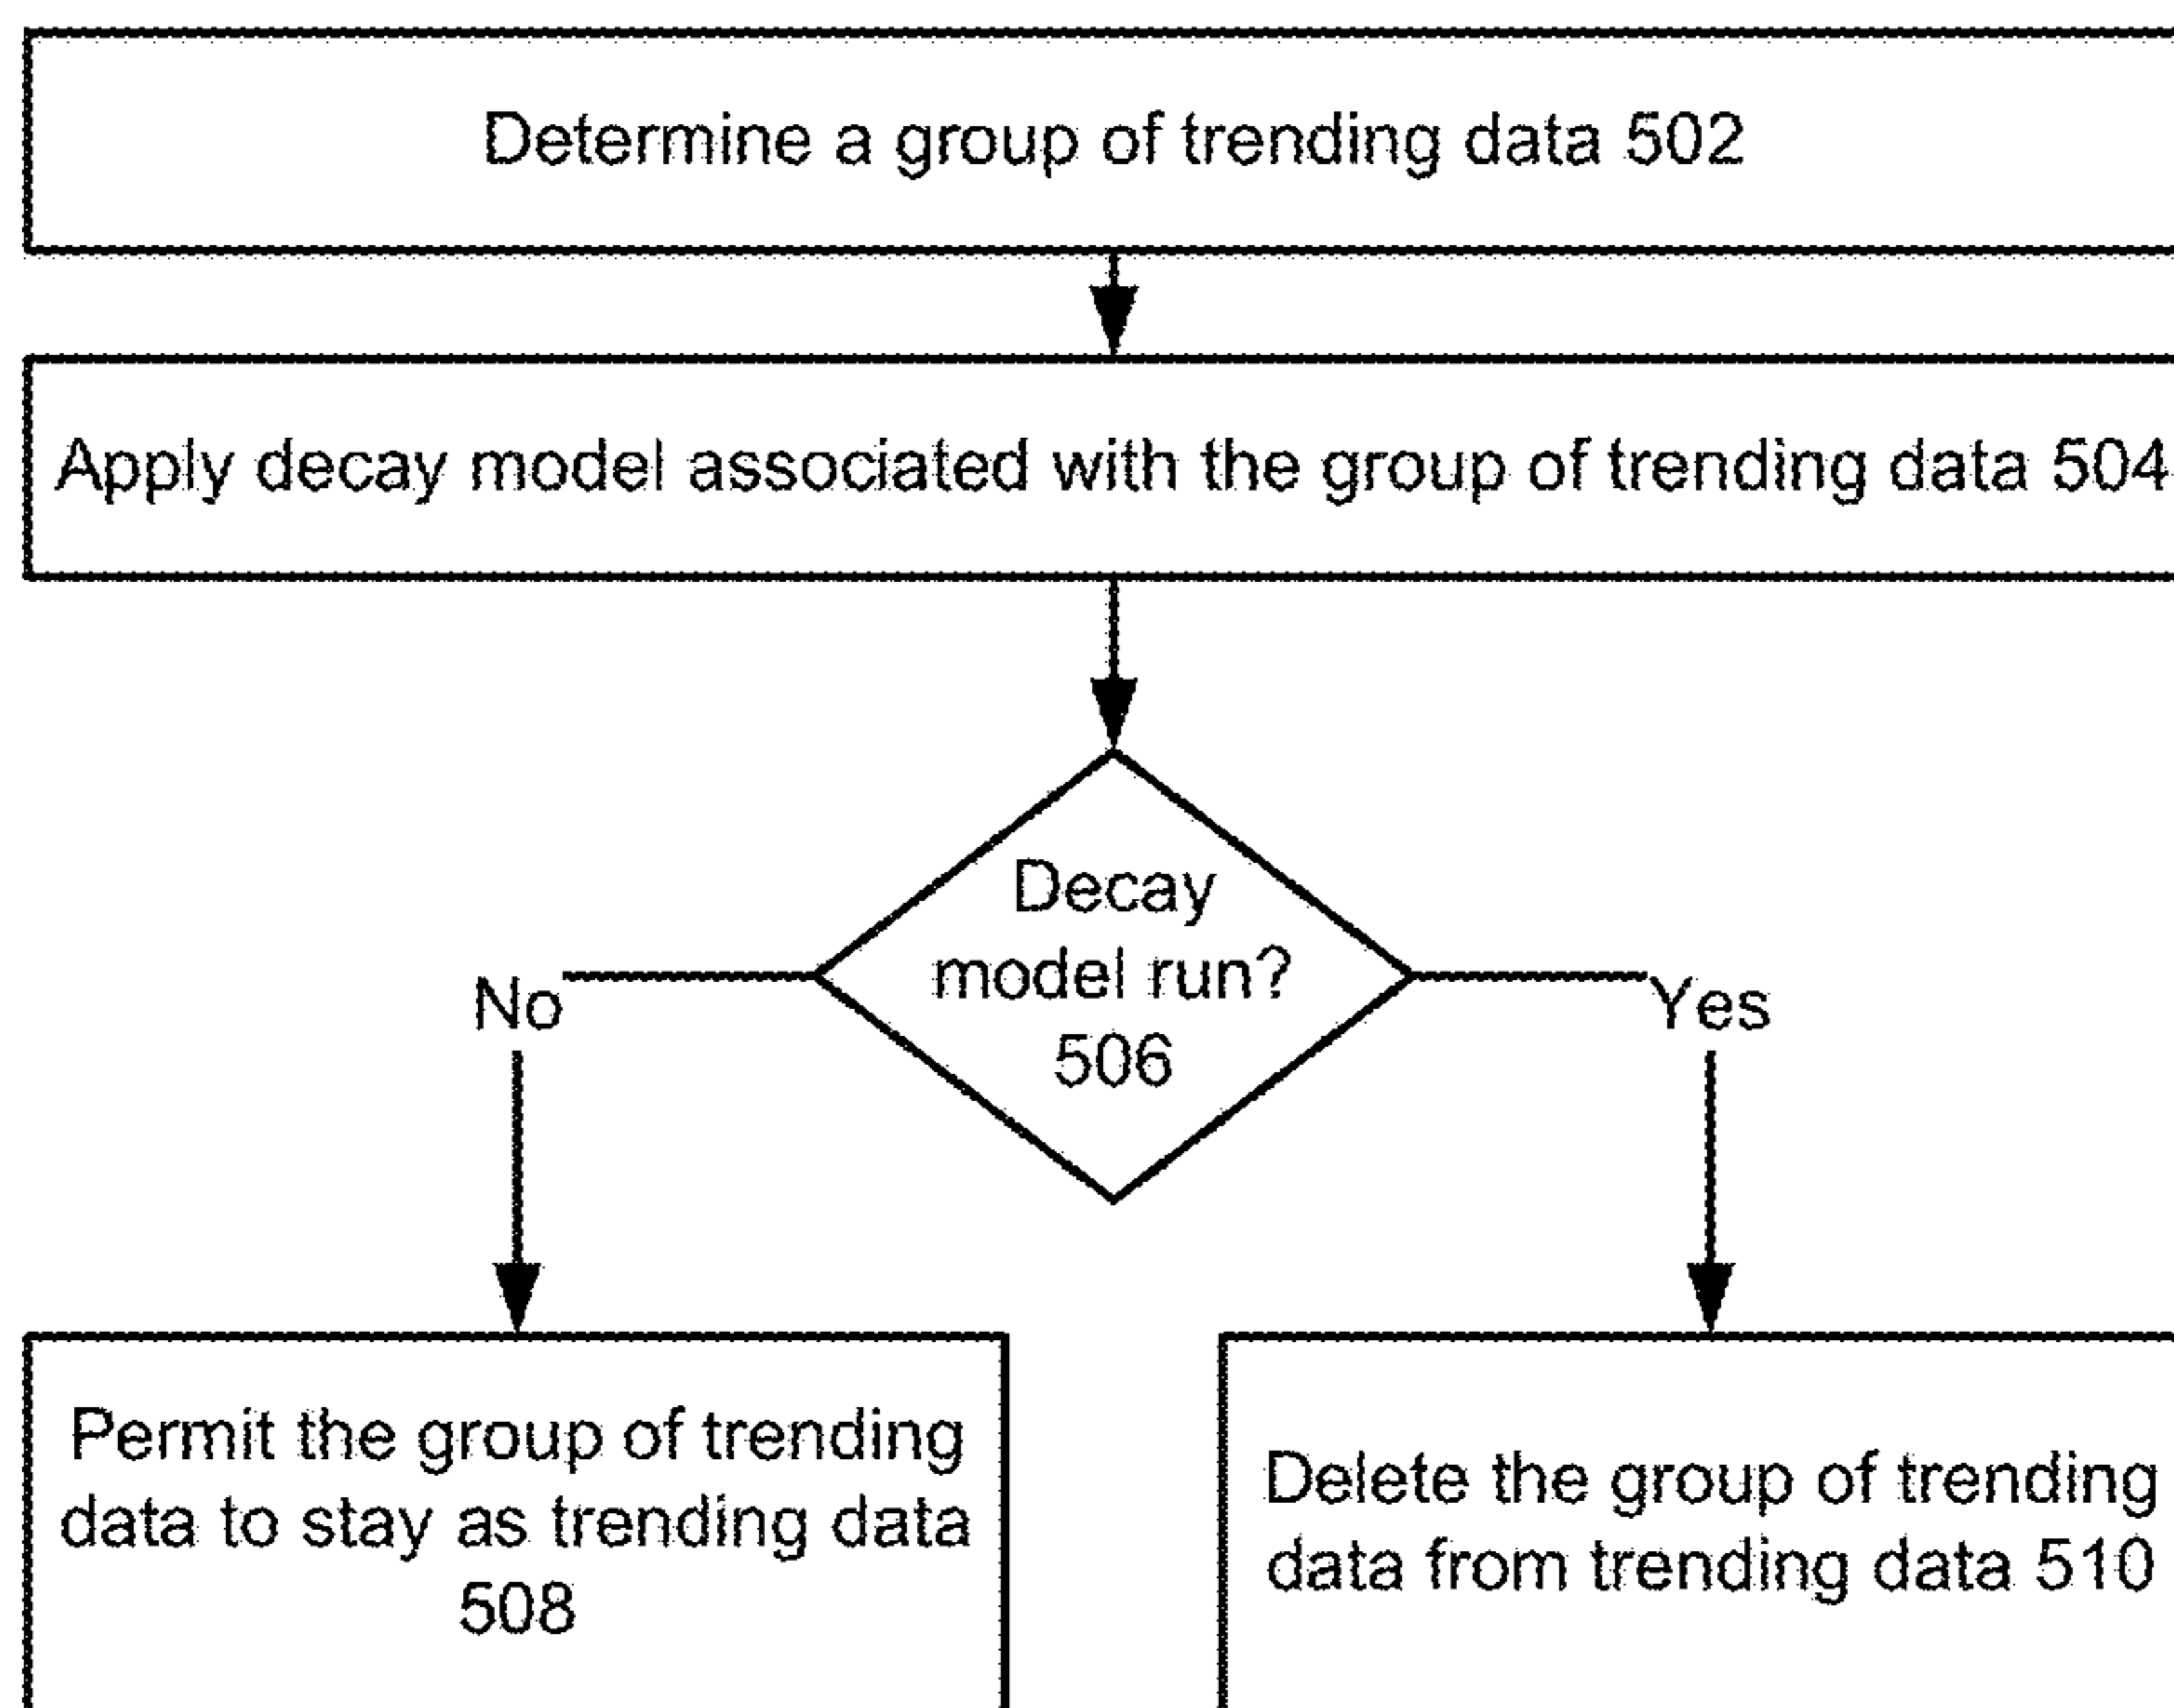 Determine a group of trending data 502
Apply decay model associated with the group of trending data 504
Decay
model run?
506
No
Yes
Permit the group of trending
data to stay as trending data
508
Delete the group of trending
data from trending data 510